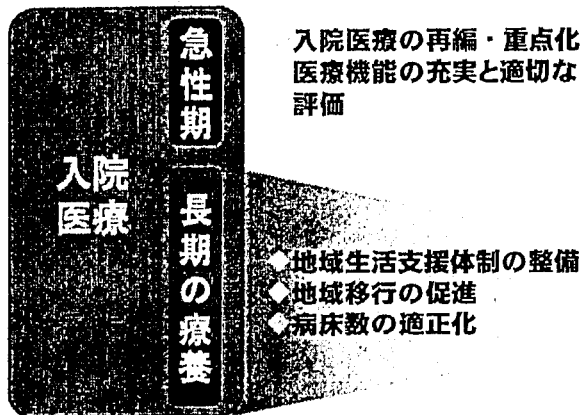 入院
医療
急性期
入院医療の再編・重点化
医療機能の充実と適切な
評価
長期の療養
◆地域生活支援体制の整備
◆地域移行の促進
◆病床数の適正化